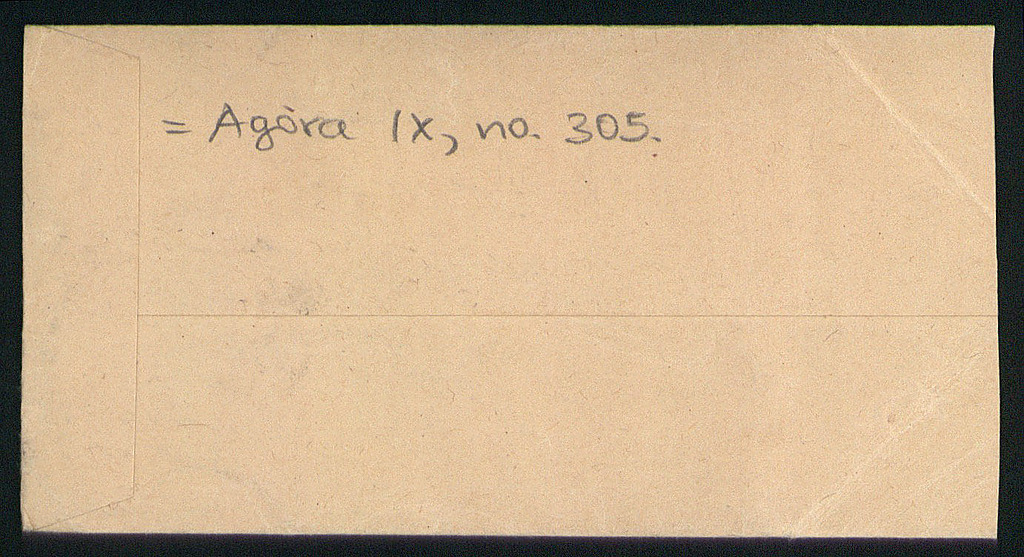 = Agòra IX, no. 305.